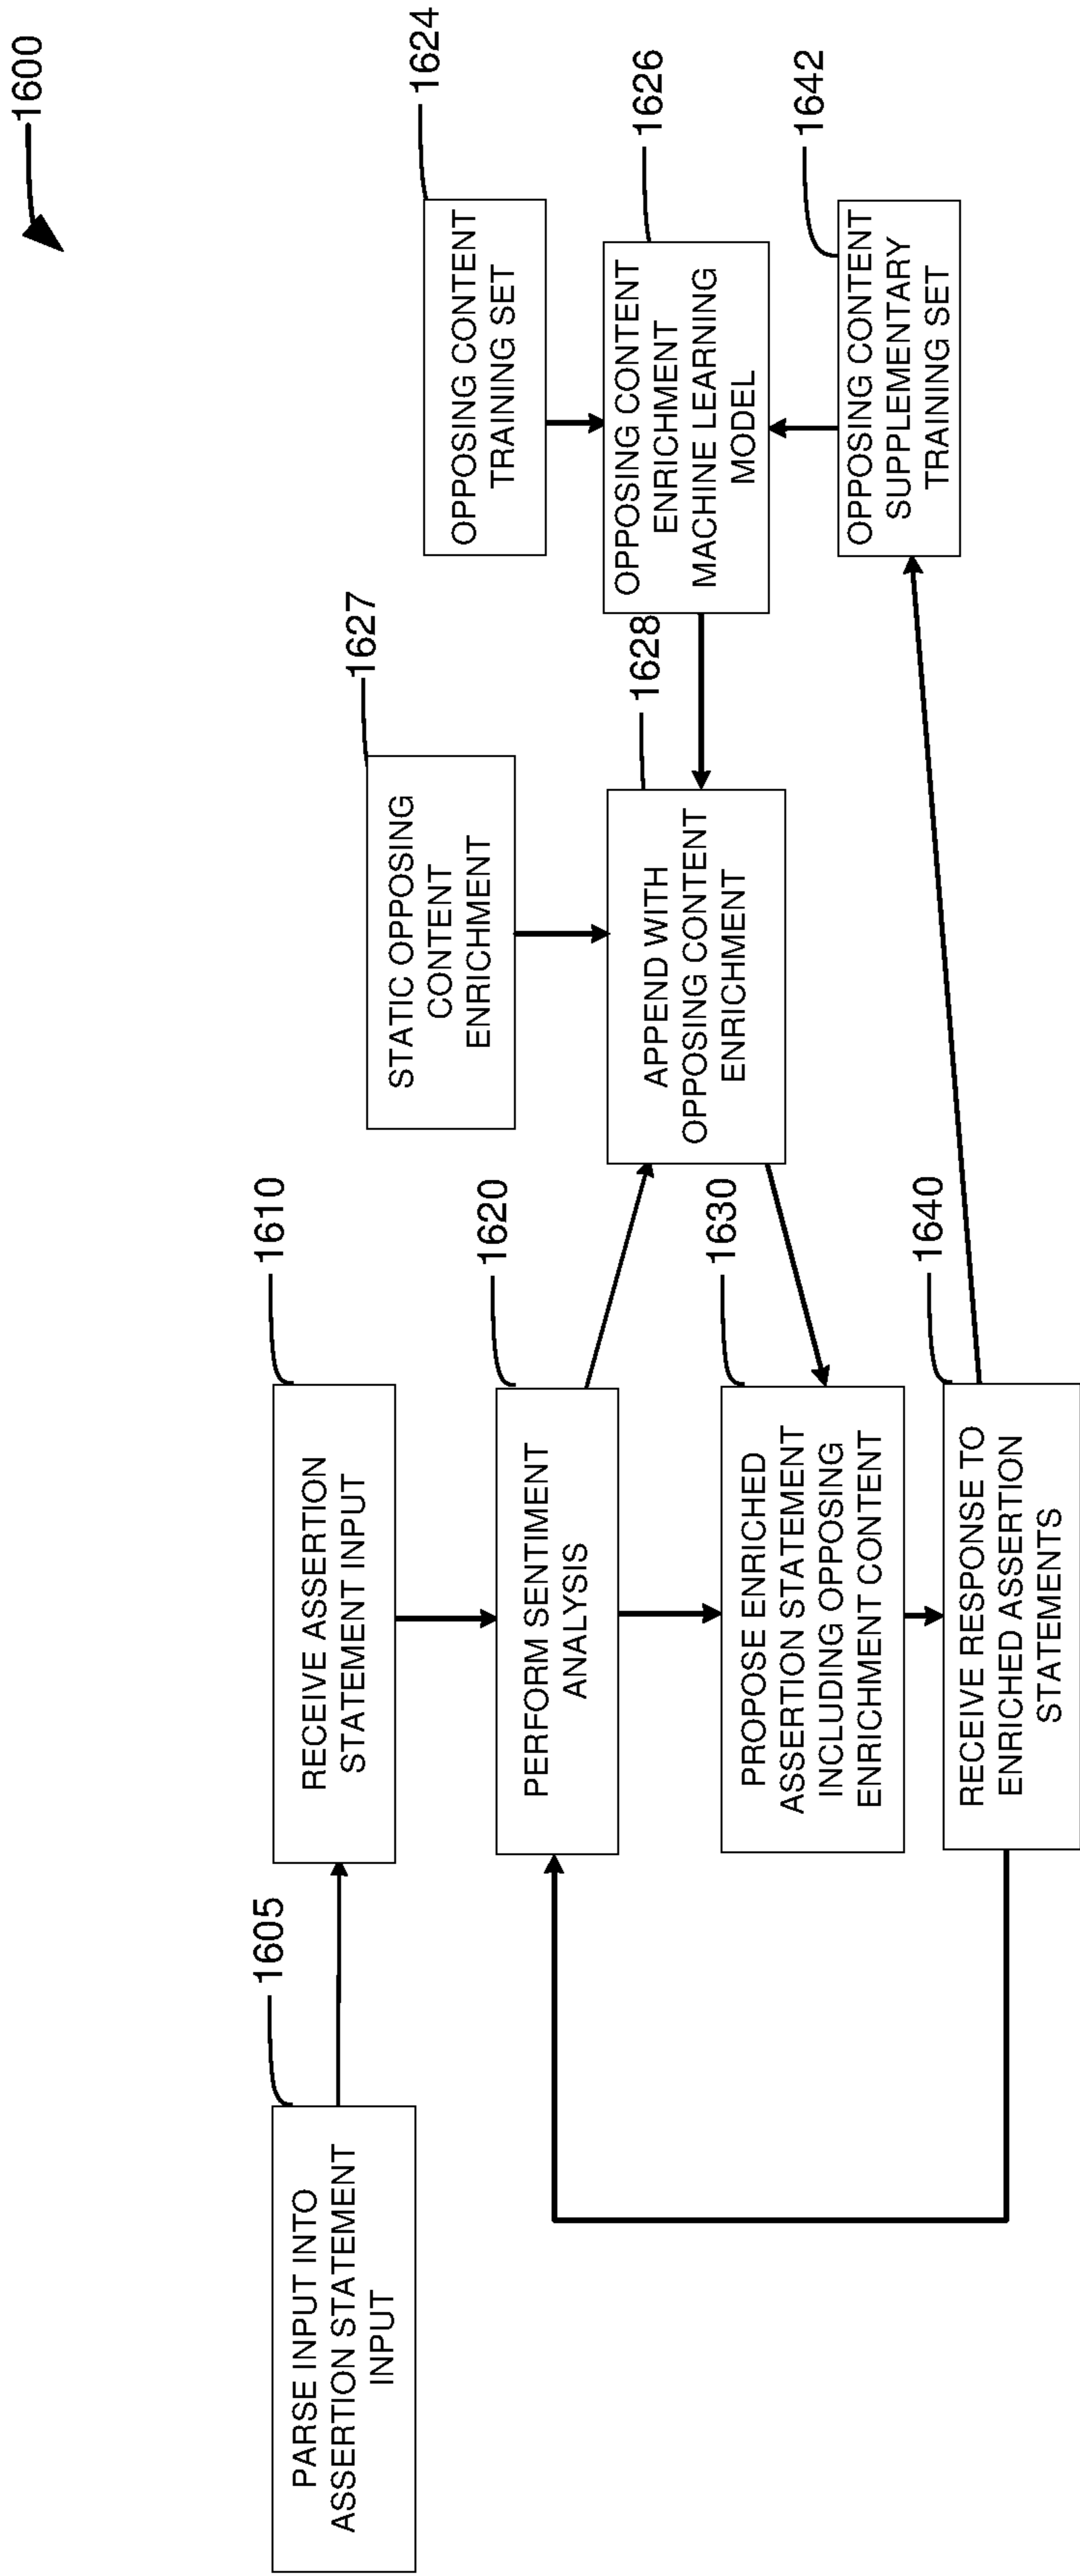 1600
PARSE INPUT INTO
ASSERTION STATEMENT
INPUT
1605
RECEIVE ASSERTION
STATEMENT INPUT
1610
PERFORM SENTIMENT
ANALYSIS
1620
STATIC OPPOSING
CONTENT
ENRICHMENT
1627
OPPOSING CONTENT
TRAINING SET
1624
OPPOSING CONTENT
ENRICHMENT
MACHINE LEARNING
MODEL
1626
APPEND WITH
OPPOSING CONTENT
ENRICHMENT
1628
PROPOSE ENRICHED
ASSERTION STATEMENT
INCLUDING OPPOSING
ENRICHMENT CONTENT
1630
RECEIVE RESPONSE TO
ENRICHED ASSERTION
STATEMENTS
1640
OPPOSING CONTENT
SUPPLEMENTARY
TRAINING SET
1642